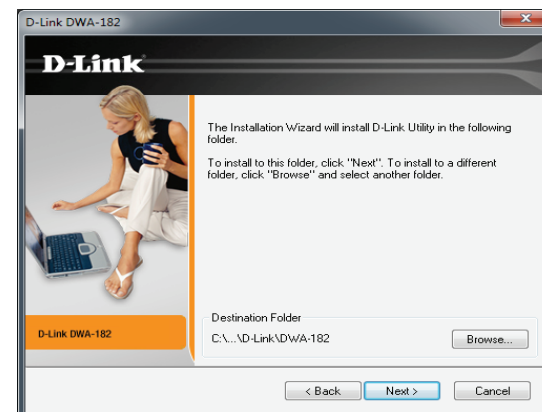 D-Link DWA-182
D-Link
The Installation Wizard will install D-Link Utility in the following
folder.
To install to this folder, click "Next". To install to a different
folder, click "Browse" and select another folder.
Destination Folder
C:\...\D-Link\DWA-182
Browse...
D-Link DWA-182
< Back
Next >
Cancel